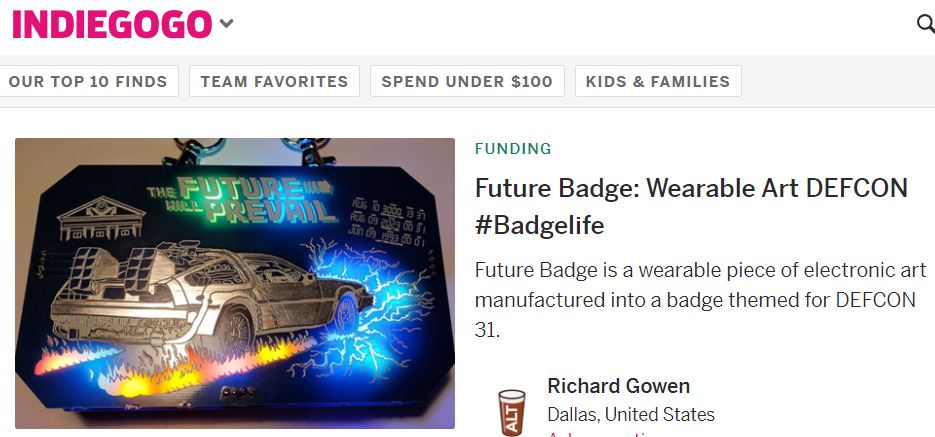 INDIEGOGO
OUR TOP 10 FINDS
TEAM FAVORITES
SPEND UNDER $100
KIDS & FAMILIES
THE FUTURE
WILL PREVAIL
FUNDING
Future Badge: Wearable Art DEFCON
#Badgelife
Future Badge is a wearable piece of electronic art
manufactured into a badge themed for DEFCON
31.
ALT
Richard Gowen
Dallas, United States